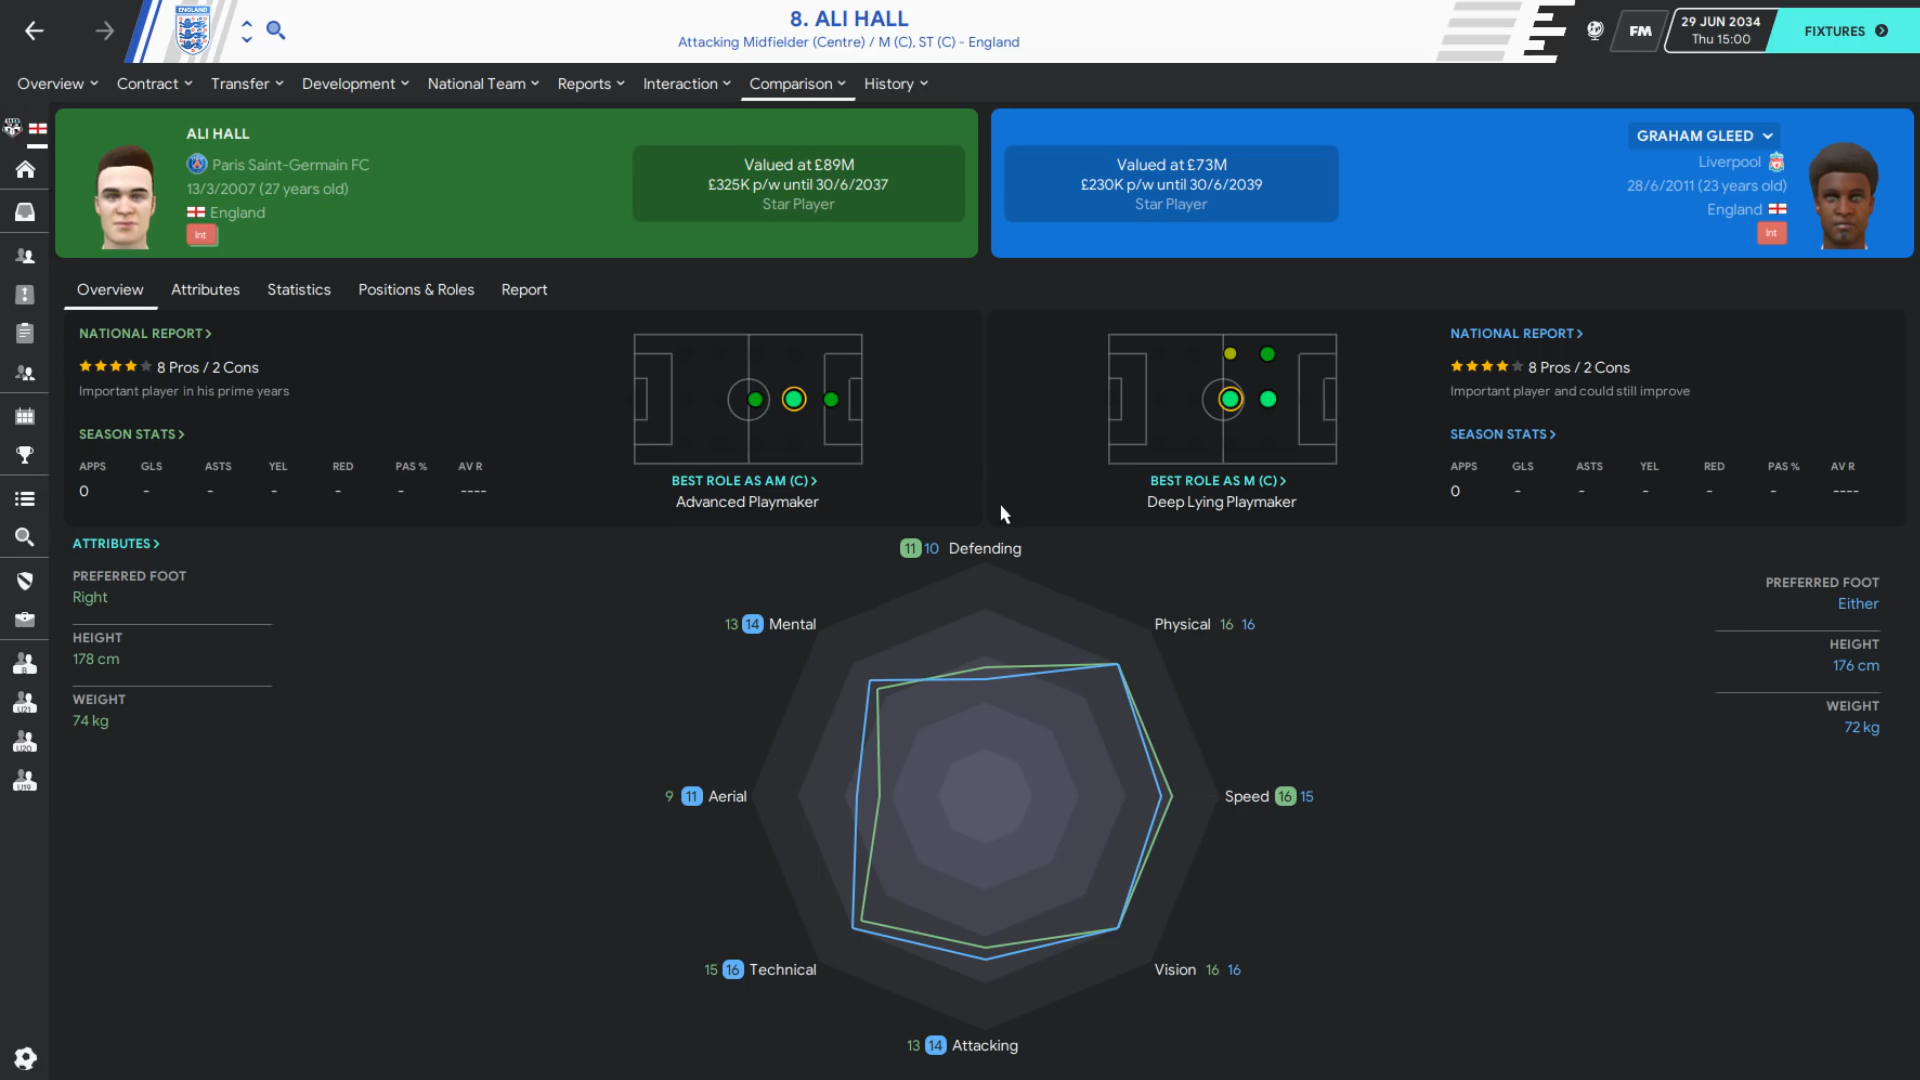 ENGLAND
8. ALI HALL
Attacking Midfielder (Centre) / M (C), ST (C) - England
FM
29 JUN 2034
Thu 15:00
FIXTURES
Overview
Contract
Transfer
Development
National Team
Reports
Interaction
Comparison
History
ALI HALL
Paris Saint-Germain FC
13/3/2007 (27 years old)
England
Int
Valued at £89M
£325K p/w until 30/6/2037
Star Player
Valued at £73M
£230K p/w until 30/6/2039
Star Player
GRAHAM GLEED
Liverpool
28/6/2011 (23 years old)
England
Int
Overview
Attributes
Statistics
Positions & Roles
Report
NATIONAL REPORT
8 Pros / 2 Cons
Important player in his prime years
SEASON STATS
APPS GLS ASTS YEL RED PAS % AV R
0 - - - - - ----
BEST ROLE AS AM (C)
Advanced Playmaker
BEST ROLE AS M (C)
Deep Lying Playmaker
NATIONAL REPORT
8 Pros / 2 Cons
Important player and could still improve
SEASON STATS
APPS GLS ASTS YEL RED PAS % AV R
0 - - - - - ----
ATTRIBUTES
PREFERRED FOOT
Right
HEIGHT
178 cm
WEIGHT
74 kg
11 10 Defending
13 14 Mental
Physical 16 16
9 11 Aerial
Speed 16 15
15 16 Technical
Vision 16 16
13 14 Attacking
PREFERRED FOOT
Either
HEIGHT
176 cm
WEIGHT
72 kg
B
U21
U20
U19